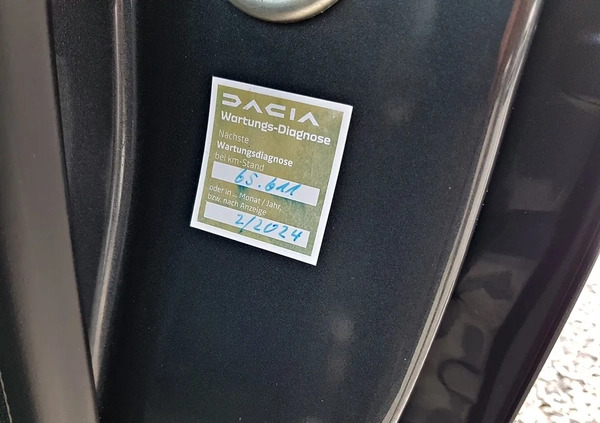 DACIA
Wartungs-Diagnose
Nächste
Wartungsdiagnose
bei km-Stand
65.611
oder in ... Monat / Jahr,
bzw. nach Anzeige
2/2024